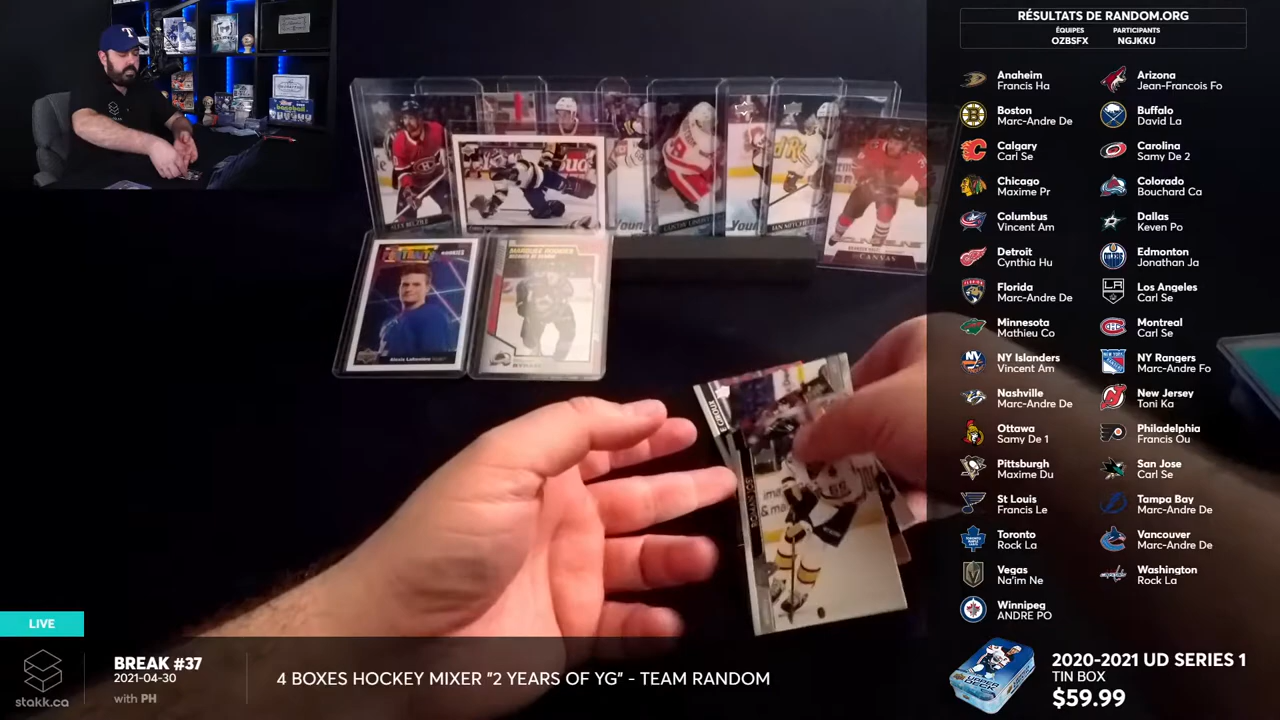 RÉSULTATS DE RANDOM.ORG
ÉQUIPES
OZBSFX
PARTICIPANTS
NGJKKU
Anaheim
Francis Ha
Arizona
Jean-Francois Fo
Boston
Marc-Andre De
Buffalo
David La
Calgary
Carl Se
Carolina
Samy De 2
Chicago
Maxime Pr
Colorado
Bouchard Ca
Columbus
Vincent Am
Dallas
Keven Po
Detroit
Cynthia Hu
Edmonton
Jonathan Ja
Florida
Marc-Andre De
Los Angeles
Carl Se
Minnesota
Mathieu Co
Montreal
Carl Se
NY Islanders
Vincent Am
NY Rangers
Marc-Andre Fo
Nashville
Marc-Andre De
New Jersey
Toni Ka
Ottawa
Samy De 1
Philadelphia
Francis Ou
Pittsburgh
Maxime Du
San Jose
Carl Se
St Louis
Francis Le
Tampa Bay
Marc-Andre De
Toronto
Rock La
Vancouver
Marc-Andre De
Vegas
Na'im Ne
Washington
Rock La
Winnipeg
ANDRE PO
T
CANVAS
PORTRAITS
ROOKIES
MARQUEE ROOKIES
LIVE
stakk.ca
BREAK #37
2021-04-30
with PH
4 BOXES HOCKEY MIXER "2 YEARS OF YG" - TEAM RANDOM
2020-2021 UD SERIES 1
TIN BOX
$59.99